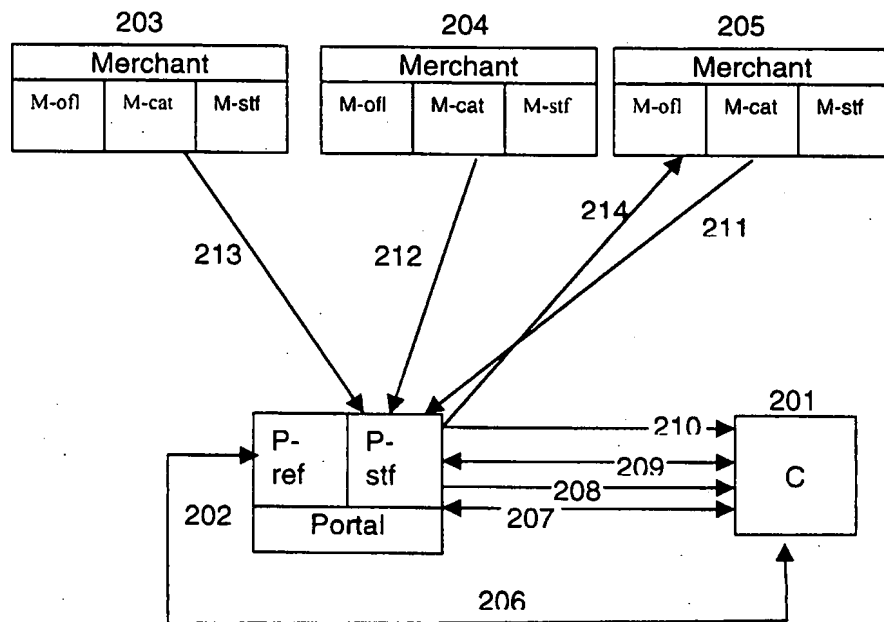 203 204 205
Merchant Merchant Merchant
M-ofl M-cat M-stf M-ofl M-cat M-stf M-ofl M-cat M-stf
214
211
213 212
201
P-ref P-stf
210
209
C
208
202
207
Portal
206